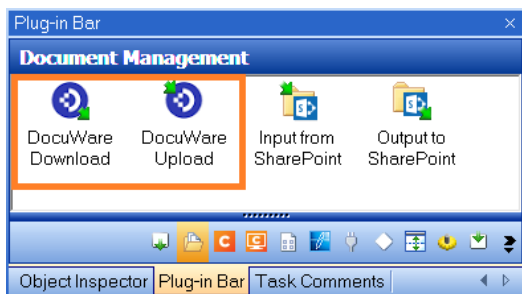 Plug-in Bar
Document Management
DocuWare Download
DocuWare Upload
Input from SharePoint
Output to SharePoint
Object Inspector Plug-in Bar Task Comments